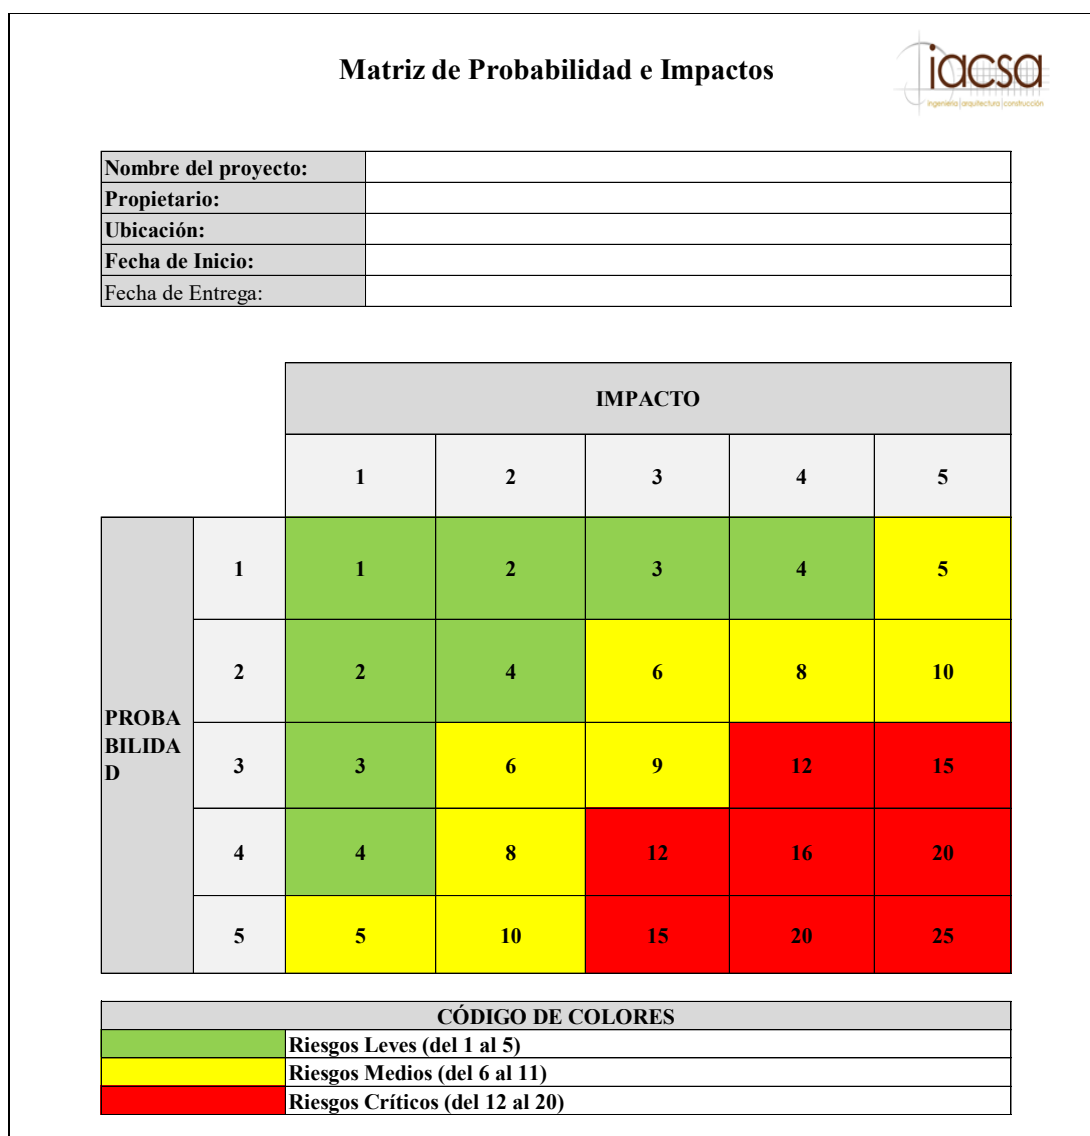 Matriz de Probabilidad e Impactos
iacsa
ingeniería|arquitectura|construcción
Nombre del proyecto:
Propietario:
Ubicación:
Fecha de Inicio:
Fecha de Entrega:
IMPACTO
1 2 3 4 5
1 1 2 3 4 5
2 2 4 6 8 10
PROBA
BILIDA
D
3 3 6 9 12 15
4 4 8 12 16 20
5 5 10 15 20 25
CÓDIGO DE COLORES
Riesgos Leves (del 1 al 5)
Riesgos Medios (del 6 al 11)
Riesgos Críticos (del 12 al 20)